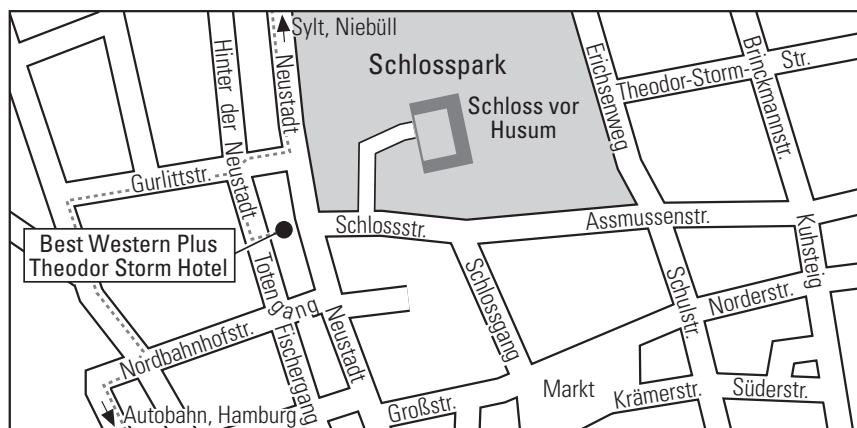 Sylt, Niebüll
Hinter der Neustadt
Neustadt
Schlosspark
Schloss vor
Husum
Erichsenweg
Theodor-Storm-
Str.
Brinckmannstr.
Gurlittstr.
Best Western Plus
Theodor Storm Hotel
Schlossstr.
Assmussenstr.
Kuhsteig
Totengang
Schlossgang
Schulstr.
Norderstr.
Nordbahnhofstr.
Fischergang
Neustadt
Großstr.
Markt
Krämerstr.
Süderstr.
Autobahn, Hamburg